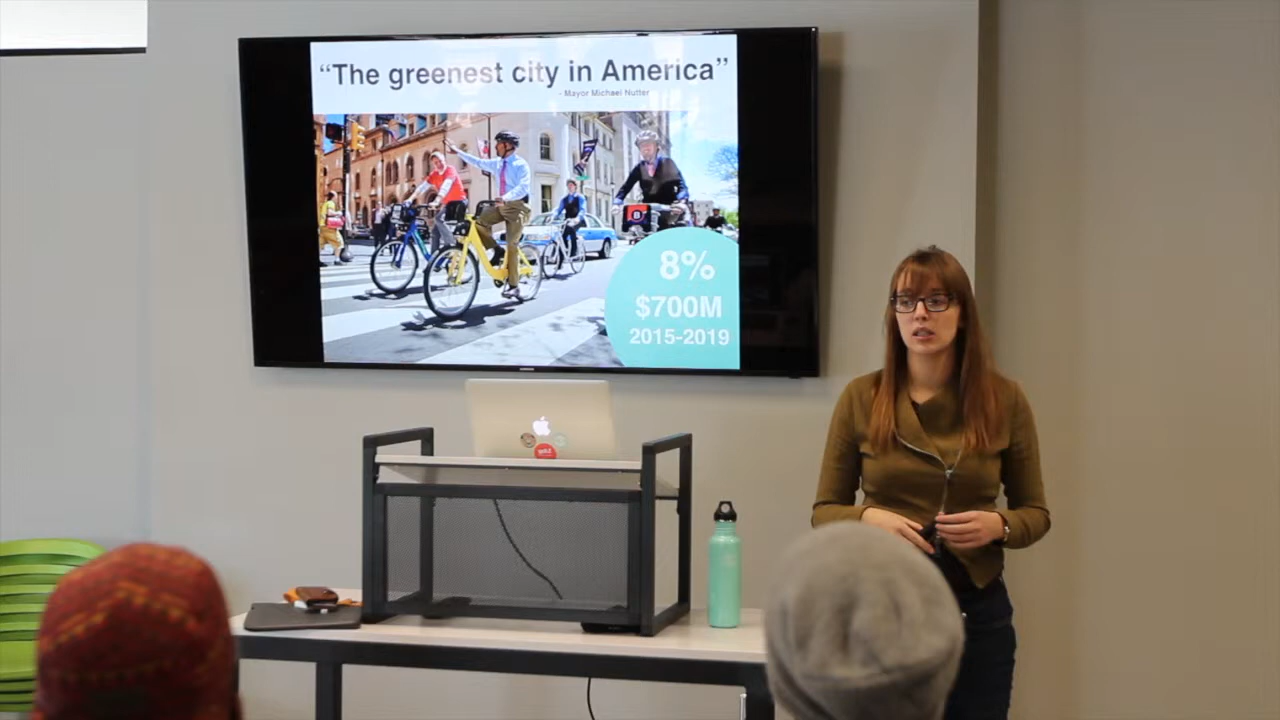 “The greenest city in America”
- Mayor Michael Nutter
8%
$700M
2015-2019
B